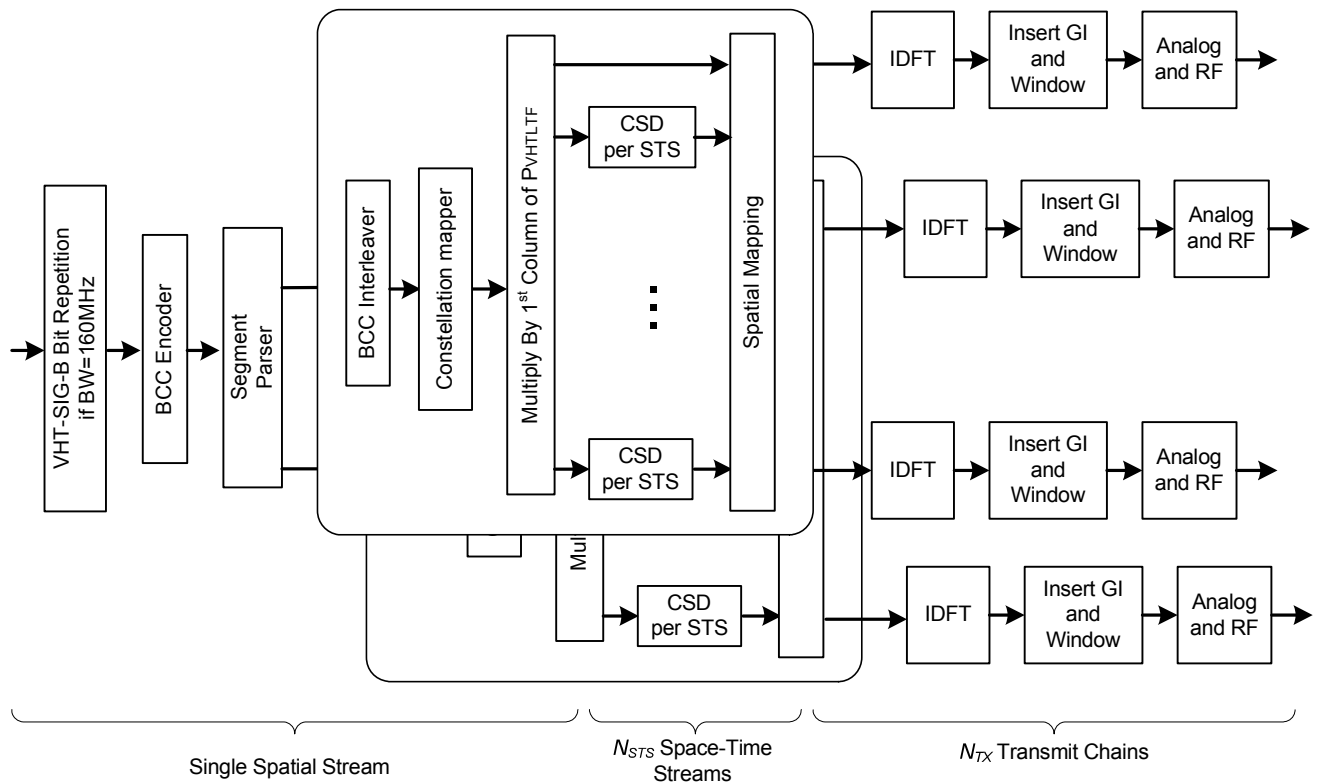 VHT-SIG-B Bit Repetition
if BW=160MHz
BCC Encoder
Segment
Parser
BCC Interleaver
Constellation mapper
Multiply By 1st Column of PVHTLTF
CSD
per STS
CSD
per STS
Spatial Mapping
IDFT
Insert GI
and
Window
Analog
and RF
IDFT
Insert GI
and
Window
Analog
and RF
IDFT
Insert GI
and
Window
Analog
and RF
Mul
CSD
per STS
IDFT
Insert GI
and
Window
Analog
and RF
Single Spatial Stream
NSTS Space-Time
Streams
NTX Transmit Chains